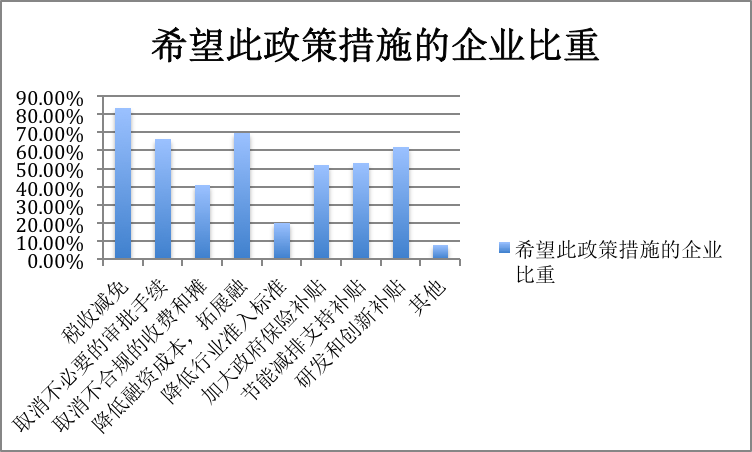 希望此政策措施的企业比重
90.00%
80.00%
70.00%
60.00%
50.00%
40.00%
30.00%
20.00%
10.00%
0.00%
税收减免
取消不必要的审批手续
取消不合规的收费和摊
降低融资成本，拓展融
降低行业准入标准
加大政府保险补贴
节能减排支持补贴
研发和创新补贴
其他
希望此政策措施的企业
比重